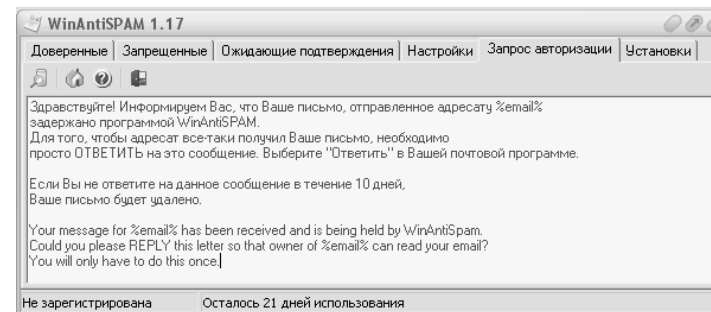 WinAntiSPAM 1.17
Доверенные Запрещенные Ожидающие подтверждения Настройки Запрос авторизации Установки
Здравствуйте! Информируем Вас, что Ваше письмо, отправленное адресату %email%
задержано программой WinAntiSPAM.
Для того, чтобы адресат все-таки получил Ваше письмо, необходимо
просто ОТВЕТИТЬ на это сообщение. Выберите "Ответить" в Вашей почтовой программе.
Если Вы не ответите на данное сообщение в течение 10 дней,
Ваше письмо будет удалено.
Your message for %email% has been received and is being held by WinAntiSpam.
Could you please REPLY this letter so that owner of %email% can read your email?
You will only have to do this once.
Не зарегистрирована Осталось 21 дней использования